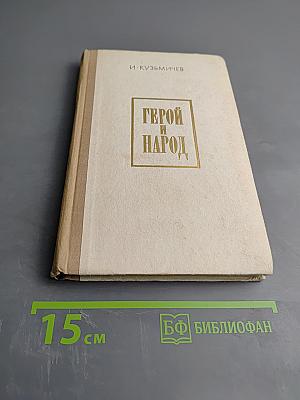 И. КУЗЬМИЧЕВ
ГЕРОЙ
И
НАРОД
15 см
БФ БИБЛИОФАН